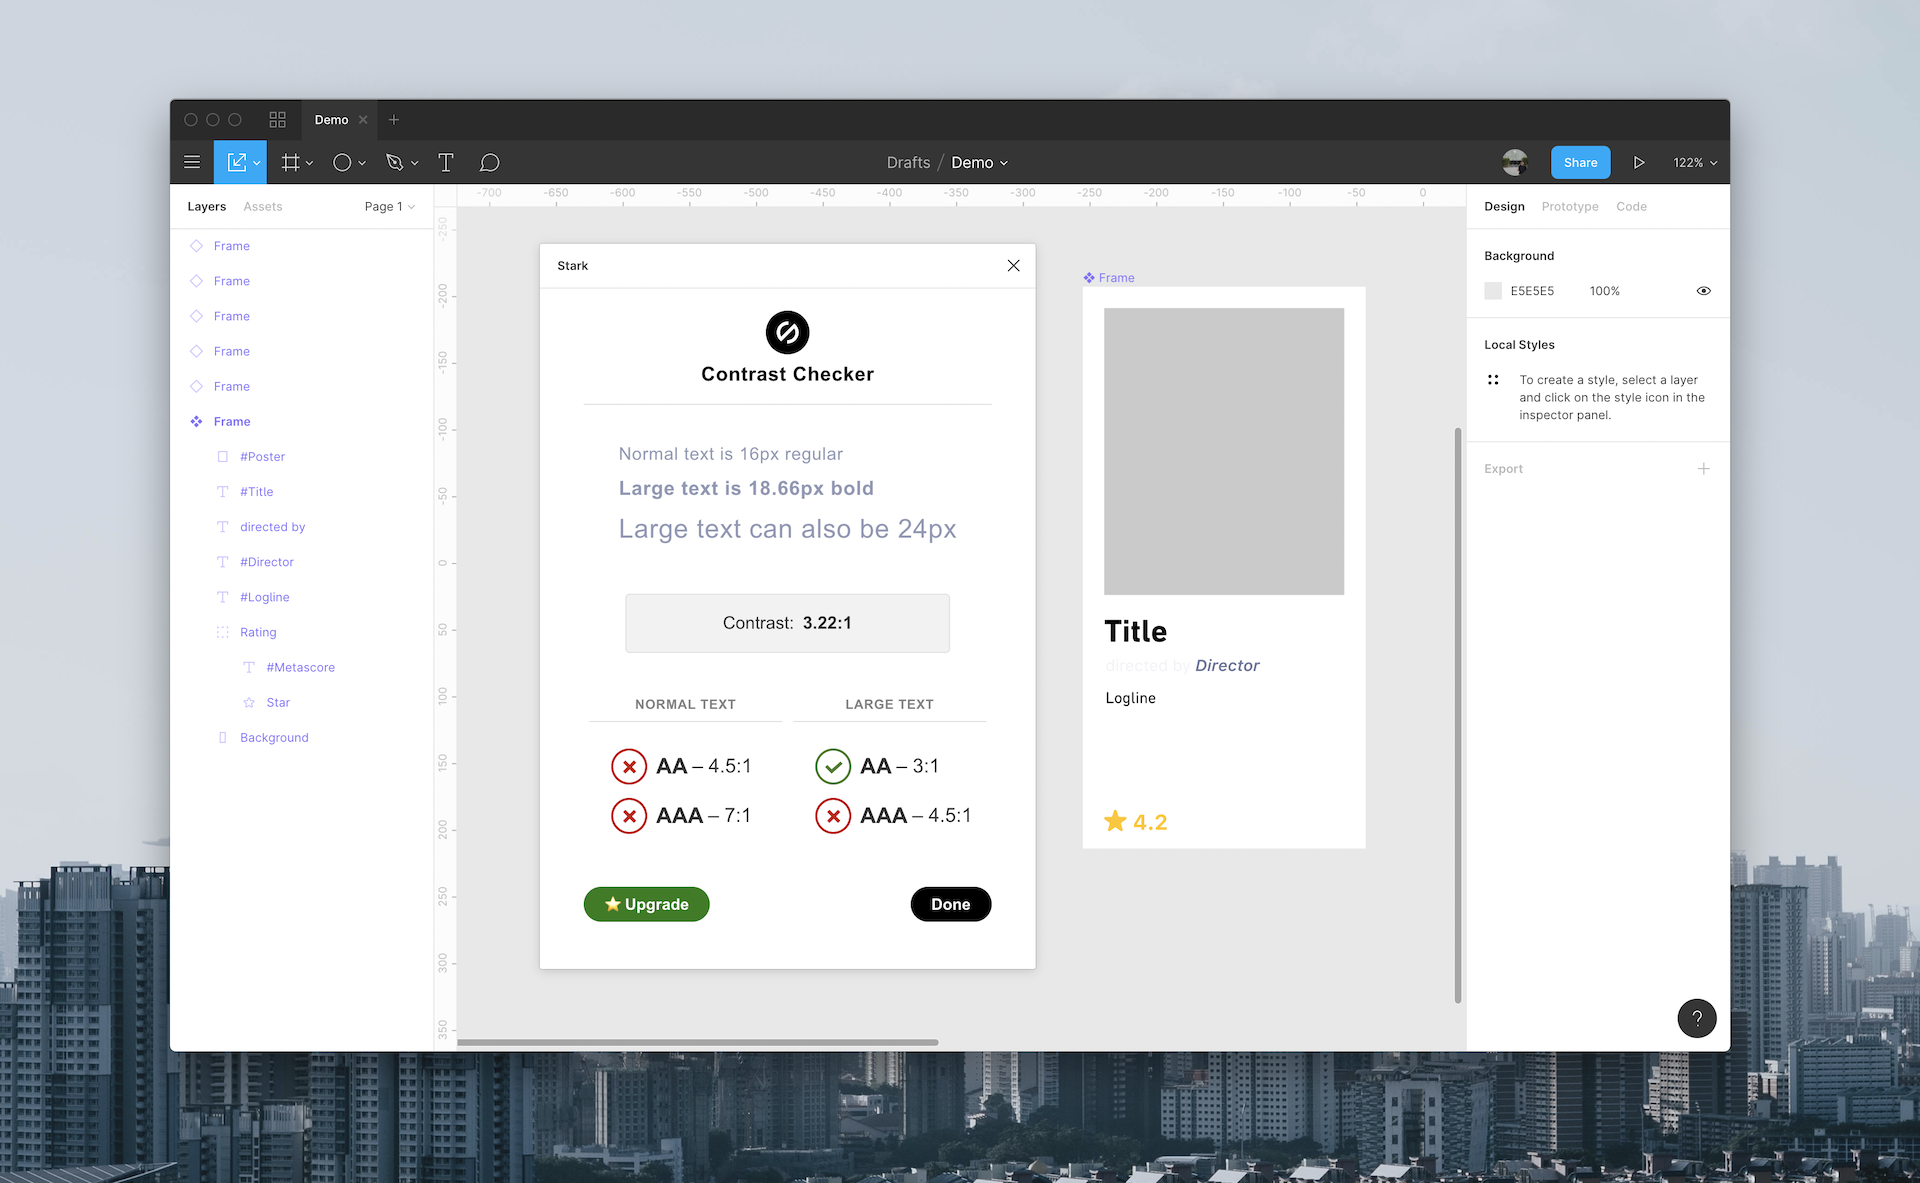 Demo
Drafts / Demo
Share
122%
Layers
Assets
Page 1
Frame
Frame
Frame
Frame
Frame
Frame
#Poster
#Title
directed by
#Director
#Logline
Rating
#Metascore
Star
Background
-700 -650 -600 -550 -500 -450 -400 -350 -300 -250 -200 -150 -100 -50 0
-250
-200
-150
-100
-50
0
50
100
150
200
250
300
350
Stark
Contrast Checker
Normal text is 16px regular
Large text is 18.66px bold
Large text can also be 24px
Contrast: 3.22:1
NORMAL TEXT
AA – 4.5:1
AAA – 7:1
LARGE TEXT
AA – 3:1
AAA – 4.5:1
Upgrade
Done
Frame
Title
directed by Director
Logline
4.2
Design
Prototype
Code
Background
E5E5E5
100%
Local Styles
To create a style, select a layer
and click on the style icon in the
inspector panel.
Export
?